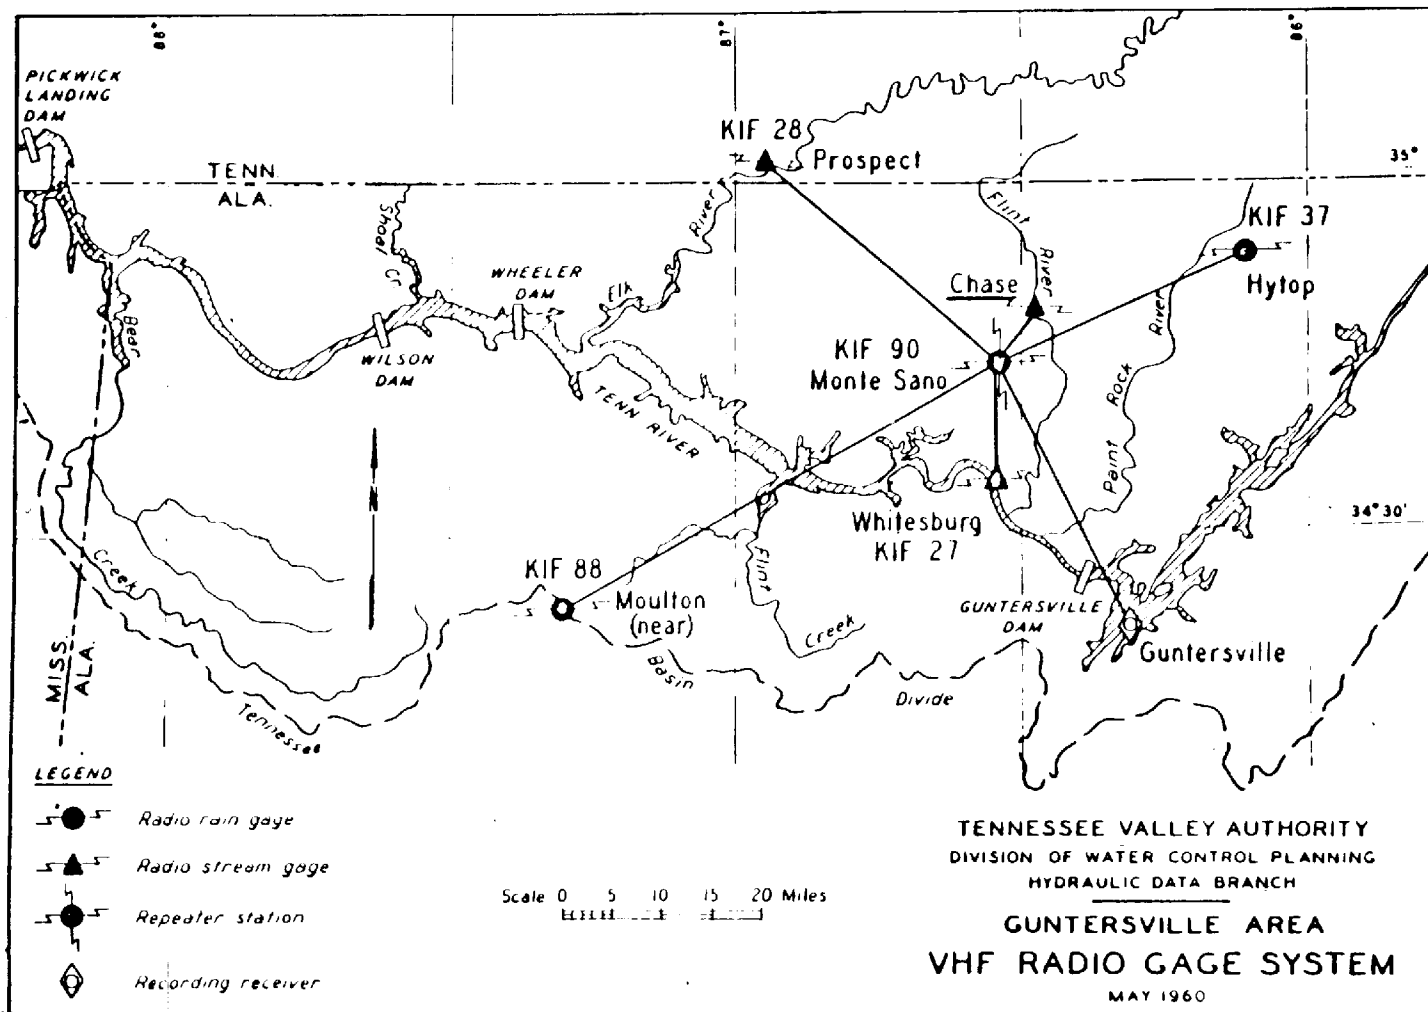 88°
87°
86°
PICKWICK
LANDING
DAM
KIF 28
Prospect
35°
TENN.
ALA.
Shoal Cr
River
Flint
River
KIF 37
Hytop
WHEELER
DAM
Elk
Chase
River
Bear
WILSON
DAM
KIF 90
Monte Sano
TENN RIVER
Rock
Paint
Whitesburg
KIF 27
34°30'
Creek
KIF 88
Moulton
(near)
Flint
Creek
GUNTERSVILLE
DAM
Guntersville
MISS.
ALA.
Tennessee
Basin
Divide
LEGEND
Radio rain gage
Radio stream gage
Repeater station
Recording receiver
Scale 0 5 10 15 20 Miles
TENNESSEE VALLEY AUTHORITY
DIVISION OF WATER CONTROL PLANNING
HYDRAULIC DATA BRANCH
GUNTERSVILLE AREA
VHF RADIO GAGE SYSTEM
MAY 1960
N